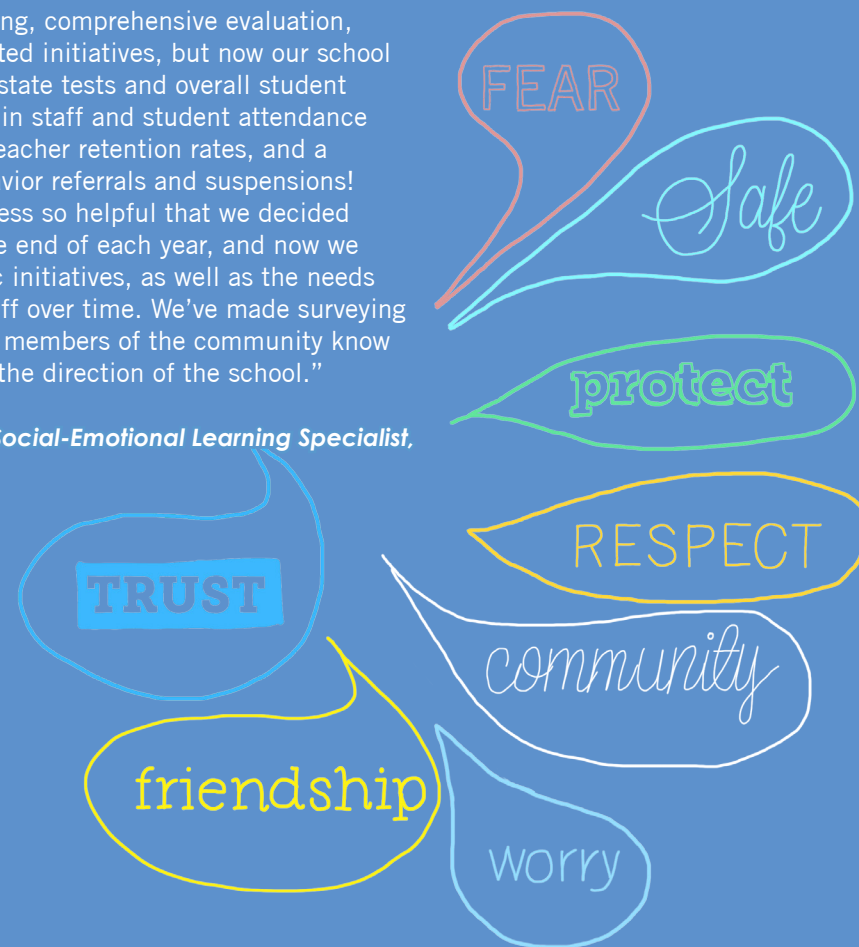 ng, comprehensive evaluation,
ted initiatives, but now our school
state tests and overall student
in staff and student attendance
eacher retention rates, and a
avior referrals and suspensions!
ess so helpful that we decided
e end of each year, and now we
c initiatives, as well as the needs
ff over time. We’ve made surveying
members of the community know
the direction of the school.”
Social-Emotional Learning Specialist,
FEAR
Safe
protect
RESPECT
TRUST
community
friendship
worry